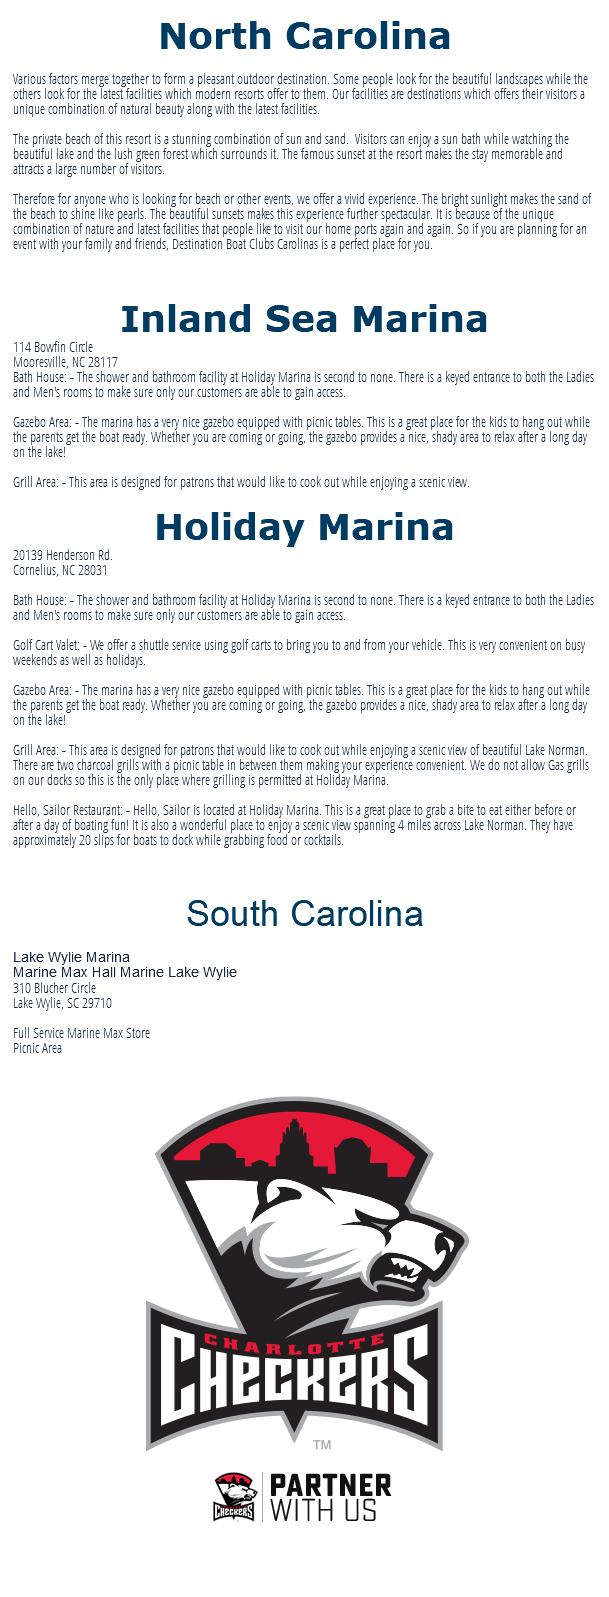 North Carolina
Various factors merge together to form a pleasant outdoor destination. Some people look for the beautiful landscapes while the
others look for the latest facilities which modern resorts offer to them. Our facilities are destinations which offers their visitors a
unique combination of natural beauty along with the latest facilities.
The private beach of this resort is a stunning combination of sun and sand. Visitors can enjoy a sun bath while watching the
beautiful lake and the lush green forest which surrounds it. The famous sunset at the resort makes the stay memorable and
attracts a large number of visitors.
Therefore for anyone who is looking for beach or other events, we offer a vivid experience. The bright sunlight makes the sand of
the beach to shine like pearls. The beautiful sunsets makes this experience further spectacular. It is because of the unique
combination of nature and latest facilities that people like to visit our home ports again and again. So if you are planning for an
event with your family and friends, Destination Boat Clubs Carolinas is a perfect place for you.
Inland Sea Marina
114 Bowfin Circle
Mooresville, NC 28117
Bath House: - The shower and bathroom facility at Holiday Marina is second to none. There is a keyed entrance to both the Ladies
and Men's rooms to make sure only our customers are able to gain access.
Gazebo Area: - The marina has a very nice gazebo equipped with picnic tables. This is a great place for the kids to hang out while
the parents get the boat ready. Whether you are coming or going, the gazebo provides a nice, shady area to relax after a long day
on the lake!
Grill Area: - This area is designed for patrons that would like to cook out while enjoying a scenic view.
Holiday Marina
20139 Henderson Rd.
Cornelius, NC 28031
Bath House: - The shower and bathroom facility at Holiday Marina is second to none. There is a keyed entrance to both the Ladies
and Men's rooms to make sure only our customers are able to gain access.
Golf Cart Valet: - We offer a shuttle service using golf carts to bring you to and from your vehicle. This is very convenient on busy
weekends as well as holidays.
Gazebo Area: - The marina has a very nice gazebo equipped with picnic tables. This is a great place for the kids to hang out while
the parents get the boat ready. Whether you are coming or going, the gazebo provides a nice, shady area to relax after a long day
on the lake!
Grill Area: - This area is designed for patrons that would like to cook out while enjoying a scenic view of beautiful Lake Norman.
There are two charcoal grills with a picnic table in between them making your experience convenient. We do not allow Gas grills
on our docks so this is the only place where grilling is permitted at Holiday Marina.
Hello, Sailor Restaurant: - Hello, Sailor is located at Holiday Marina. This is a great place to grab a bite to eat either before or
after a day of boating fun! It is also a wonderful place to enjoy a scenic view spanning 4 miles across Lake Norman. They have
approximately 20 slips for boats to dock while grabbing food or cocktails.
South Carolina
Lake Wylie Marina
Marine Max Hall Marine Lake Wylie
310 Blucher Circle
Lake Wylie, SC 29710
Full Service Marine Max Store
Picnic Area
CHARLOTTE
CHECKERS
TM
CHECKERS
PARTNER
WITH US